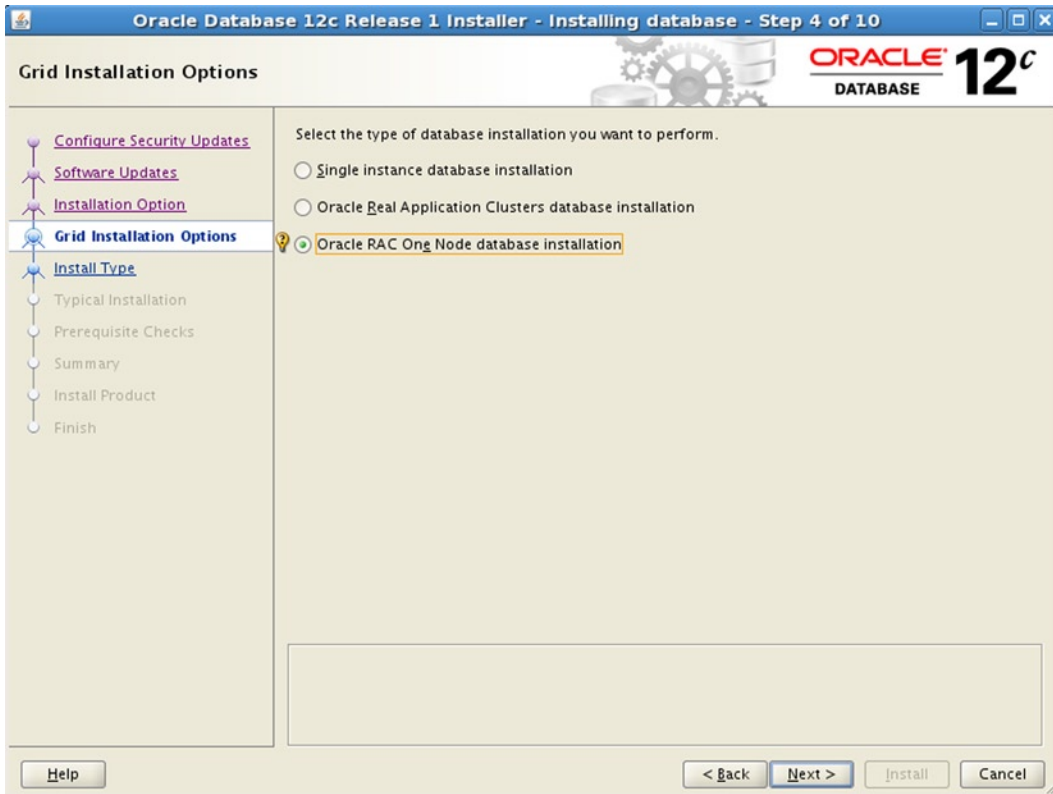 Oracle Database 12c Release 1 Installer - Installing database - Step 4 of 10
Grid Installation Options
ORACLE
DATABASE
12c
Configure Security Updates
Software Updates
Installation Option
Grid Installation Options
Install Type
Typical Installation
Prerequisite Checks
Summary
Install Product
Finish
Select the type of database installation you want to perform.
Single instance database installation
Oracle Real Application Clusters database installation
Oracle RAC One Node database installation
Help
< Back
Next >
Install
Cancel